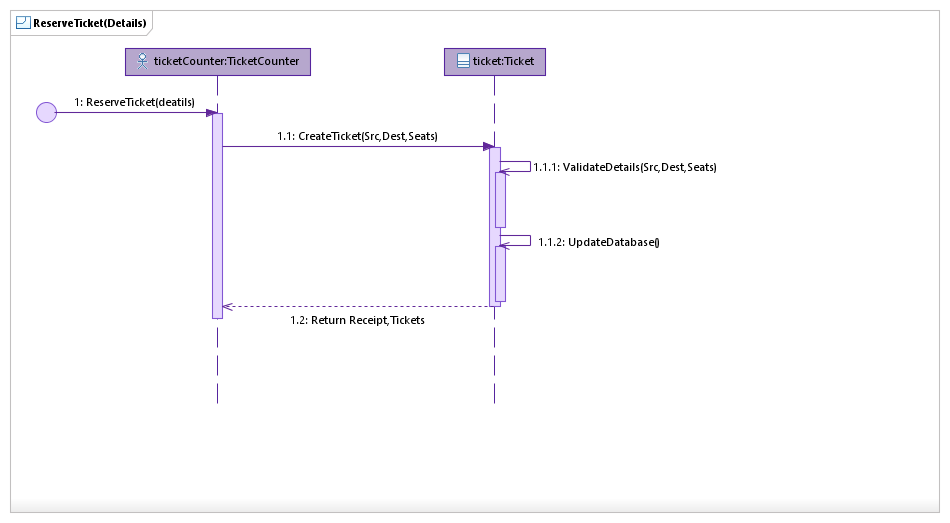 ReserveTicket(Details)
ticketCounter:TicketCounter
ticket:Ticket
1: ReserveTicket(deatils)
1.1: CreateTicket(Src,Dest,Seats)
1.1.1: ValidateDetails(Src,Dest,Seats)
1.1.2: UpdateDatabase()
1.2: Return Receipt,Tickets